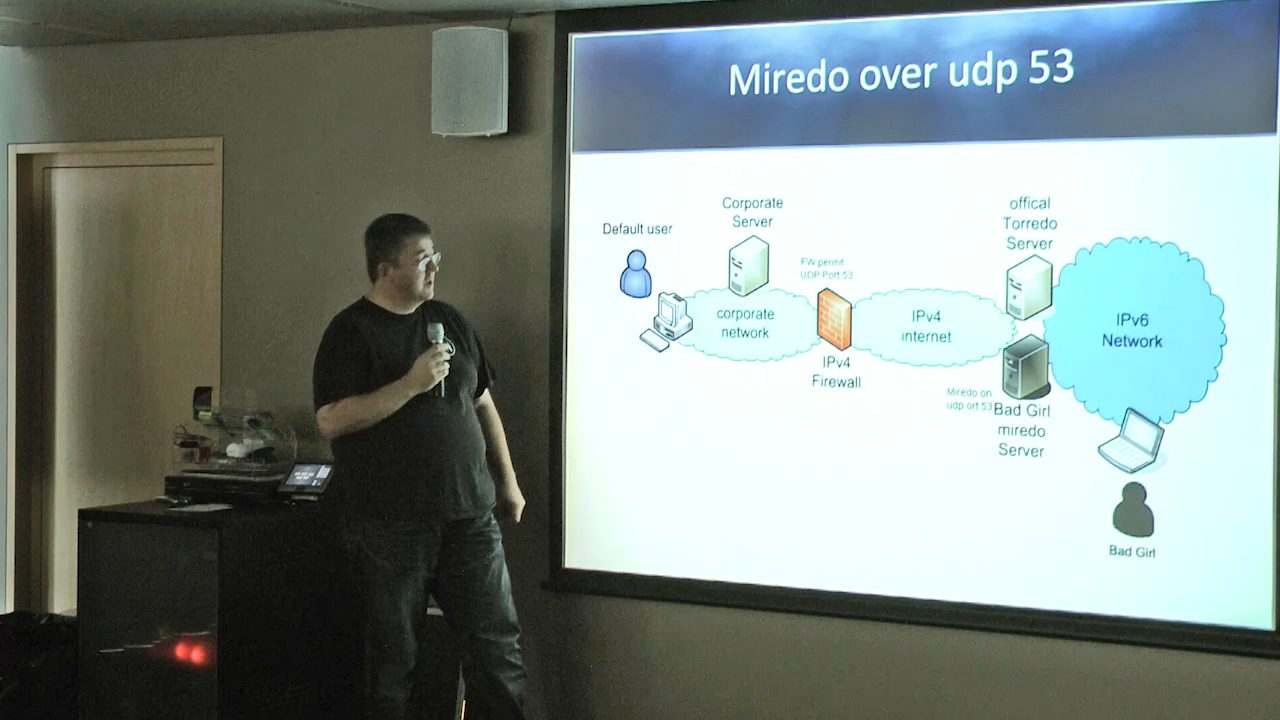 Miredo over udp 53
Corporate
Server
offical
Torredo
Server
Default user
FW permit
UDP Port 53
corporate
network
IPv4
internet
IPv6
Network
IPv4
Firewall
Miredo on
udp ort 53
Bad Girl
miredo
Server
Bad Girl